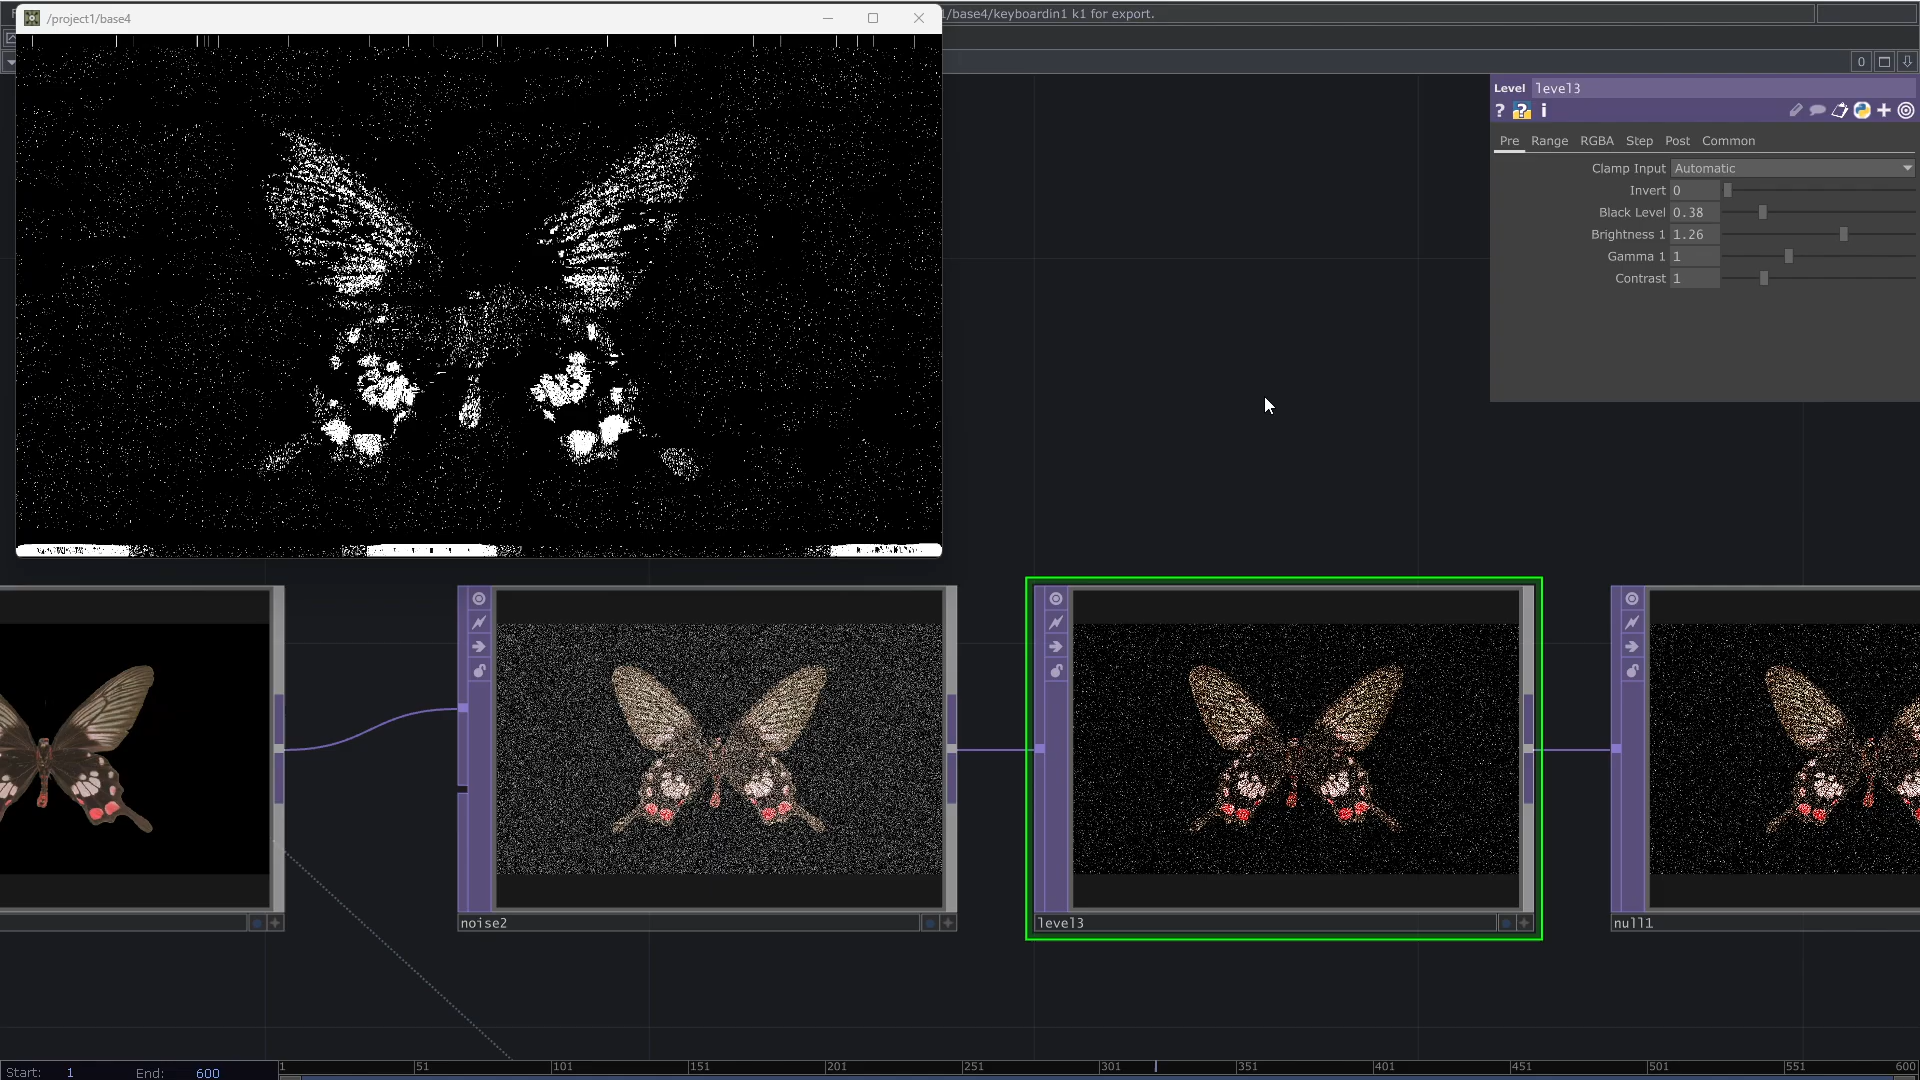 /project1/base4
1/base4/keyboardin1 k1 for export.
0
Level level3
? ? i
Pre Range RGBA Step Post Common
Clamp Input Automatic
Invert 0
Black Level 0.38
Brightness 1 1.26
Gamma 1 1
Contrast 1
noise2
level3
null1
1 51 101 151 201 251 301 351 401 451 501 551 600
Start: 1 End: 600